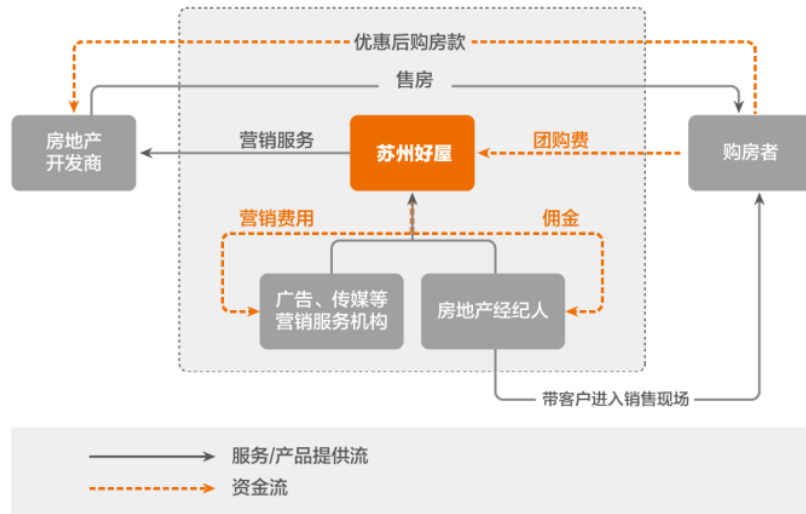 优惠后购房款
售房
房地产
开发商
营销服务
苏州好屋
团购费
购房者
营销费用
佣金
广告、传媒等
营销服务机构
房地产经纪人
带客户进入销售现场
服务/产品提供流
资金流